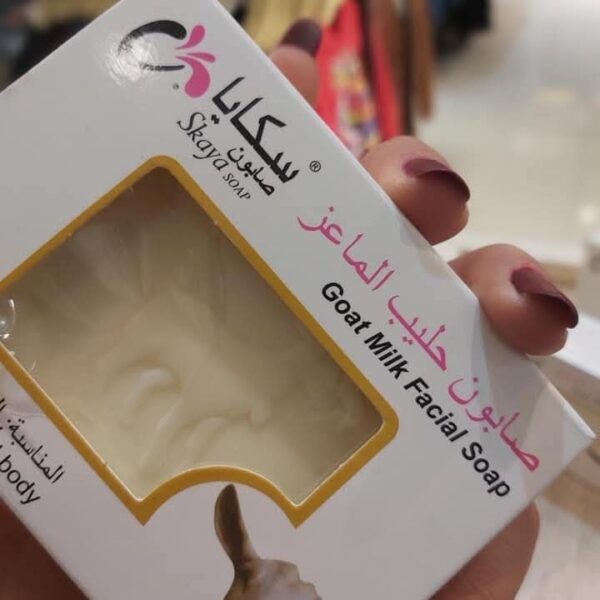 سكايا®
صابون
Skaya SOAP
صابون حليب الماعز
Goat Milk Facial Soap
المناسبة:
body